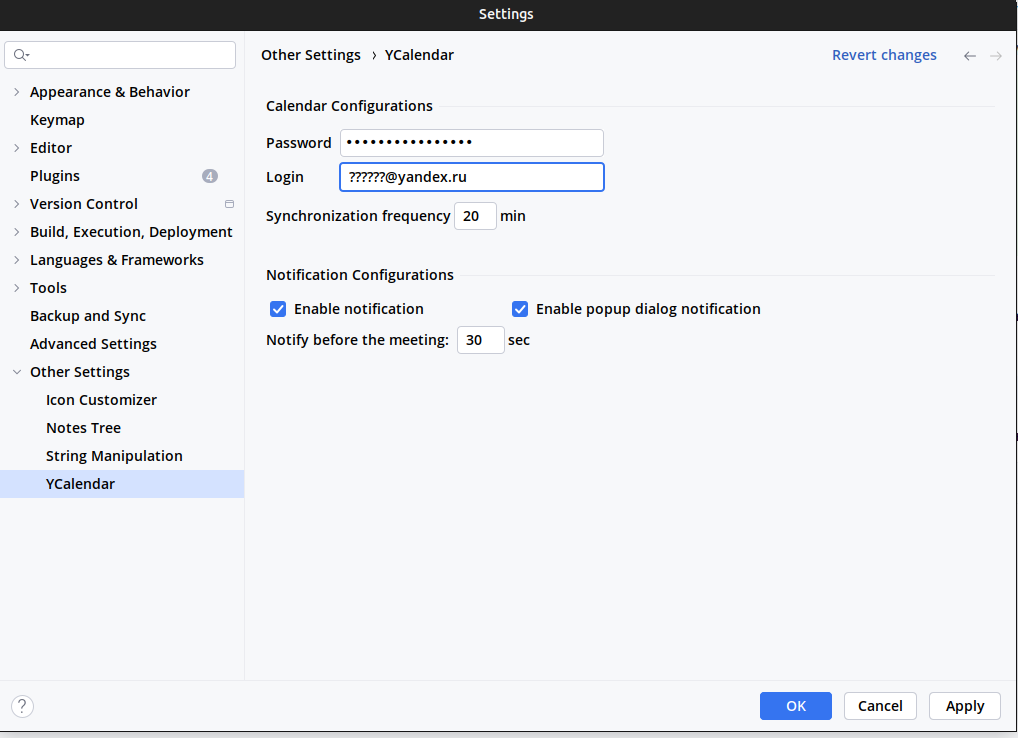 Settings
Other Settings › YCalendar
Revert changes
Appearance & Behavior
Keymap
Editor
Plugins 4
Version Control
Build, Execution, Deployment
Languages & Frameworks
Tools
Backup and Sync
Advanced Settings
Other Settings
Icon Customizer
Notes Tree
String Manipulation
YCalendar
Calendar Configurations
Password ••••••••••••••••
Login ??????@yandex.ru
Synchronization frequency 20 min
Notification Configurations
Enable notification Enable popup dialog notification
Notify before the meeting: 30 sec
? OK Cancel Apply